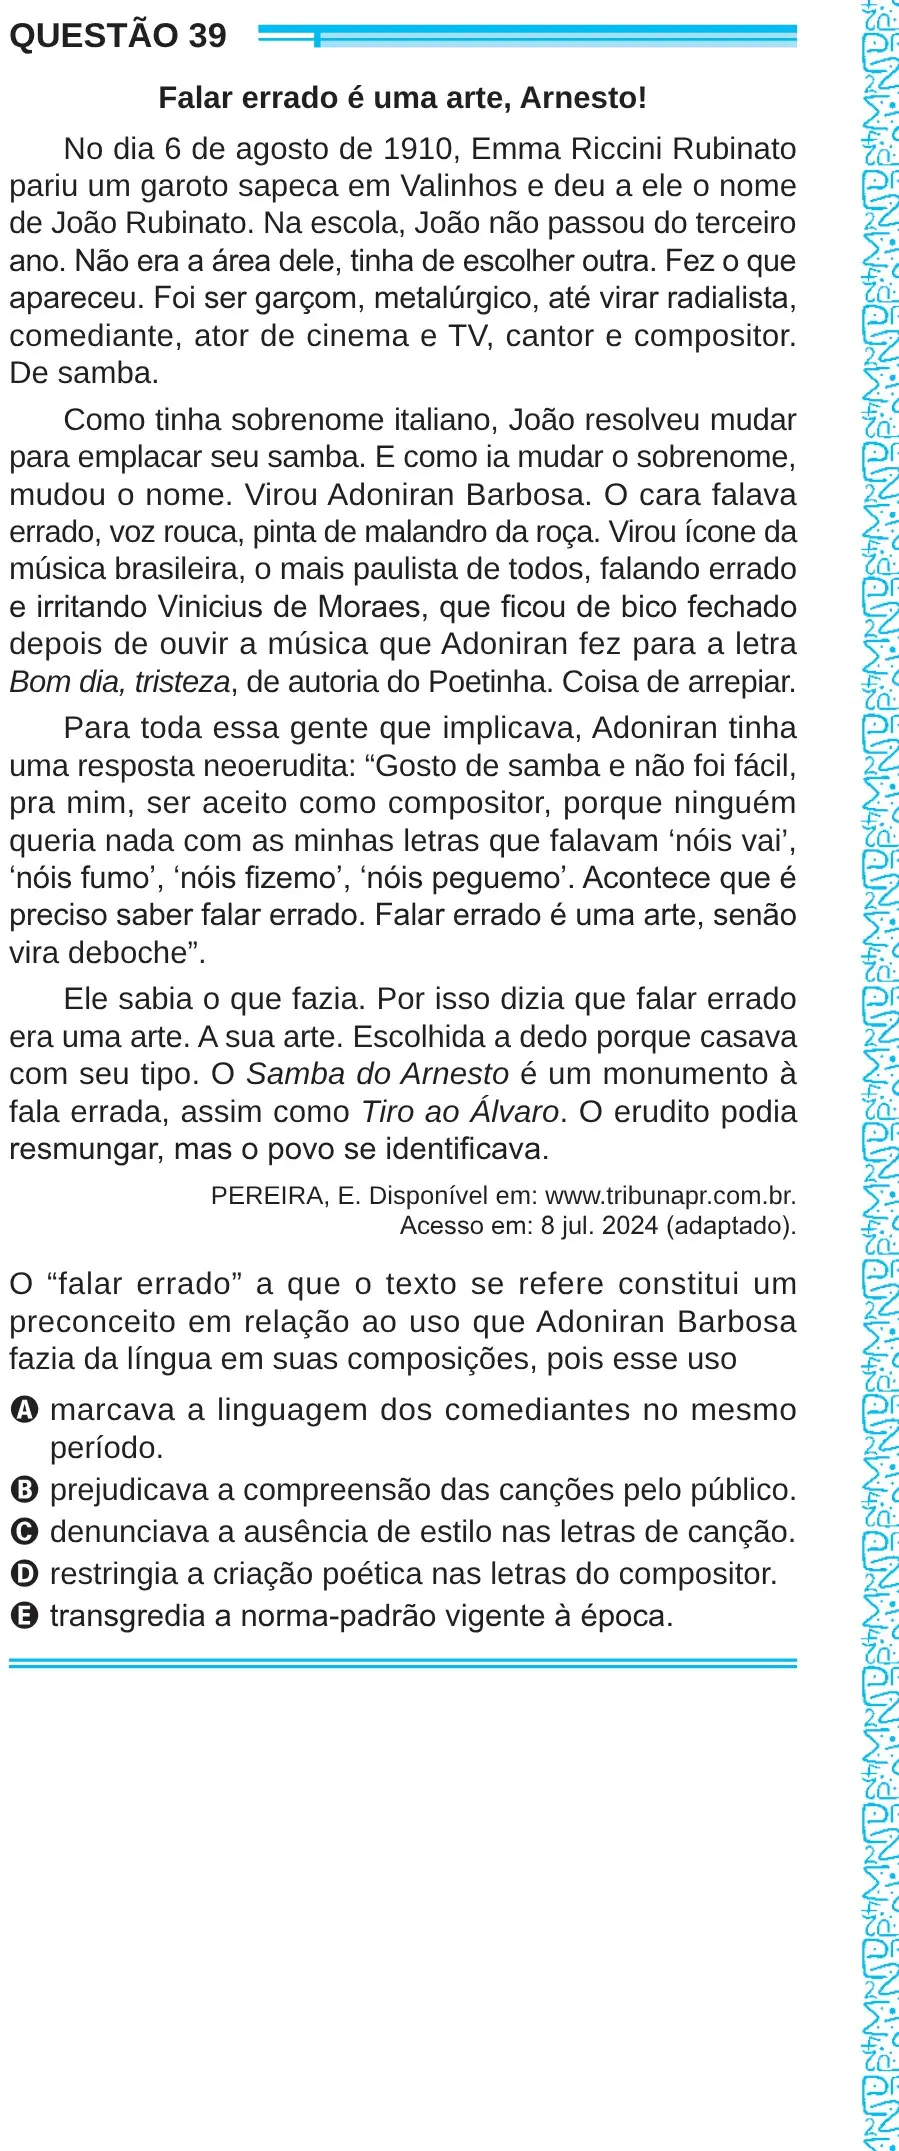 QUESTÃO 39
Falar errado é uma arte, Arnesto!
No dia 6 de agosto de 1910, Emma Riccini Rubinato
pariu um garoto sapeca em Valinhos e deu a ele o nome
de João Rubinato. Na escola, João não passou do terceiro
ano. Não era a área dele, tinha de escolher outra. Fez o que
apareceu. Foi ser garçom, metalúrgico, até virar radialista,
comediante, ator de cinema e TV, cantor e compositor.
De samba.
Como tinha sobrenome italiano, João resolveu mudar
para emplacar seu samba. E como ia mudar o sobrenome,
mudou o nome. Virou Adoniran Barbosa. O cara falava
errado, voz rouca, pinta de malandro da roça. Virou ícone da
música brasileira, o mais paulista de todos, falando errado
e irritando Vinicius de Moraes, que ficou de bico fechado
depois de ouvir a música que Adoniran fez para a letra
Bom dia, tristeza, de autoria do Poetinha. Coisa de arrepiar.
Para toda essa gente que implicava, Adoniran tinha
uma resposta neoerudita: “Gosto de samba e não foi fácil,
pra mim, ser aceito como compositor, porque ninguém
queria nada com as minhas letras que falavam ‘nóis vai’,
‘nóis fumo’, ‘nóis fizemo’, ‘nóis peguemo’. Acontece que é
preciso saber falar errado. Falar errado é uma arte, senão
vira deboche”.
Ele sabia o que fazia. Por isso dizia que falar errado
era uma arte. A sua arte. Escolhida a dedo porque casava
com seu tipo. O Samba do Arnesto é um monumento à
fala errada, assim como Tiro ao Álvaro. O erudito podia
resmungar, mas o povo se identificava.
PEREIRA, E. Disponível em: www.tribunapr.com.br.
Acesso em: 8 jul. 2024 (adaptado).
O “falar errado” a que o texto se refere constitui um
preconceito em relação ao uso que Adoniran Barbosa
fazia da língua em suas composições, pois esse uso
A marcava a linguagem dos comediantes no mesmo
período.
B prejudicava a compreensão das canções pelo público.
C denunciava a ausência de estilo nas letras de canção.
D restringia a criação poética nas letras do compositor.
E transgredia a norma-padrão vigente à época.